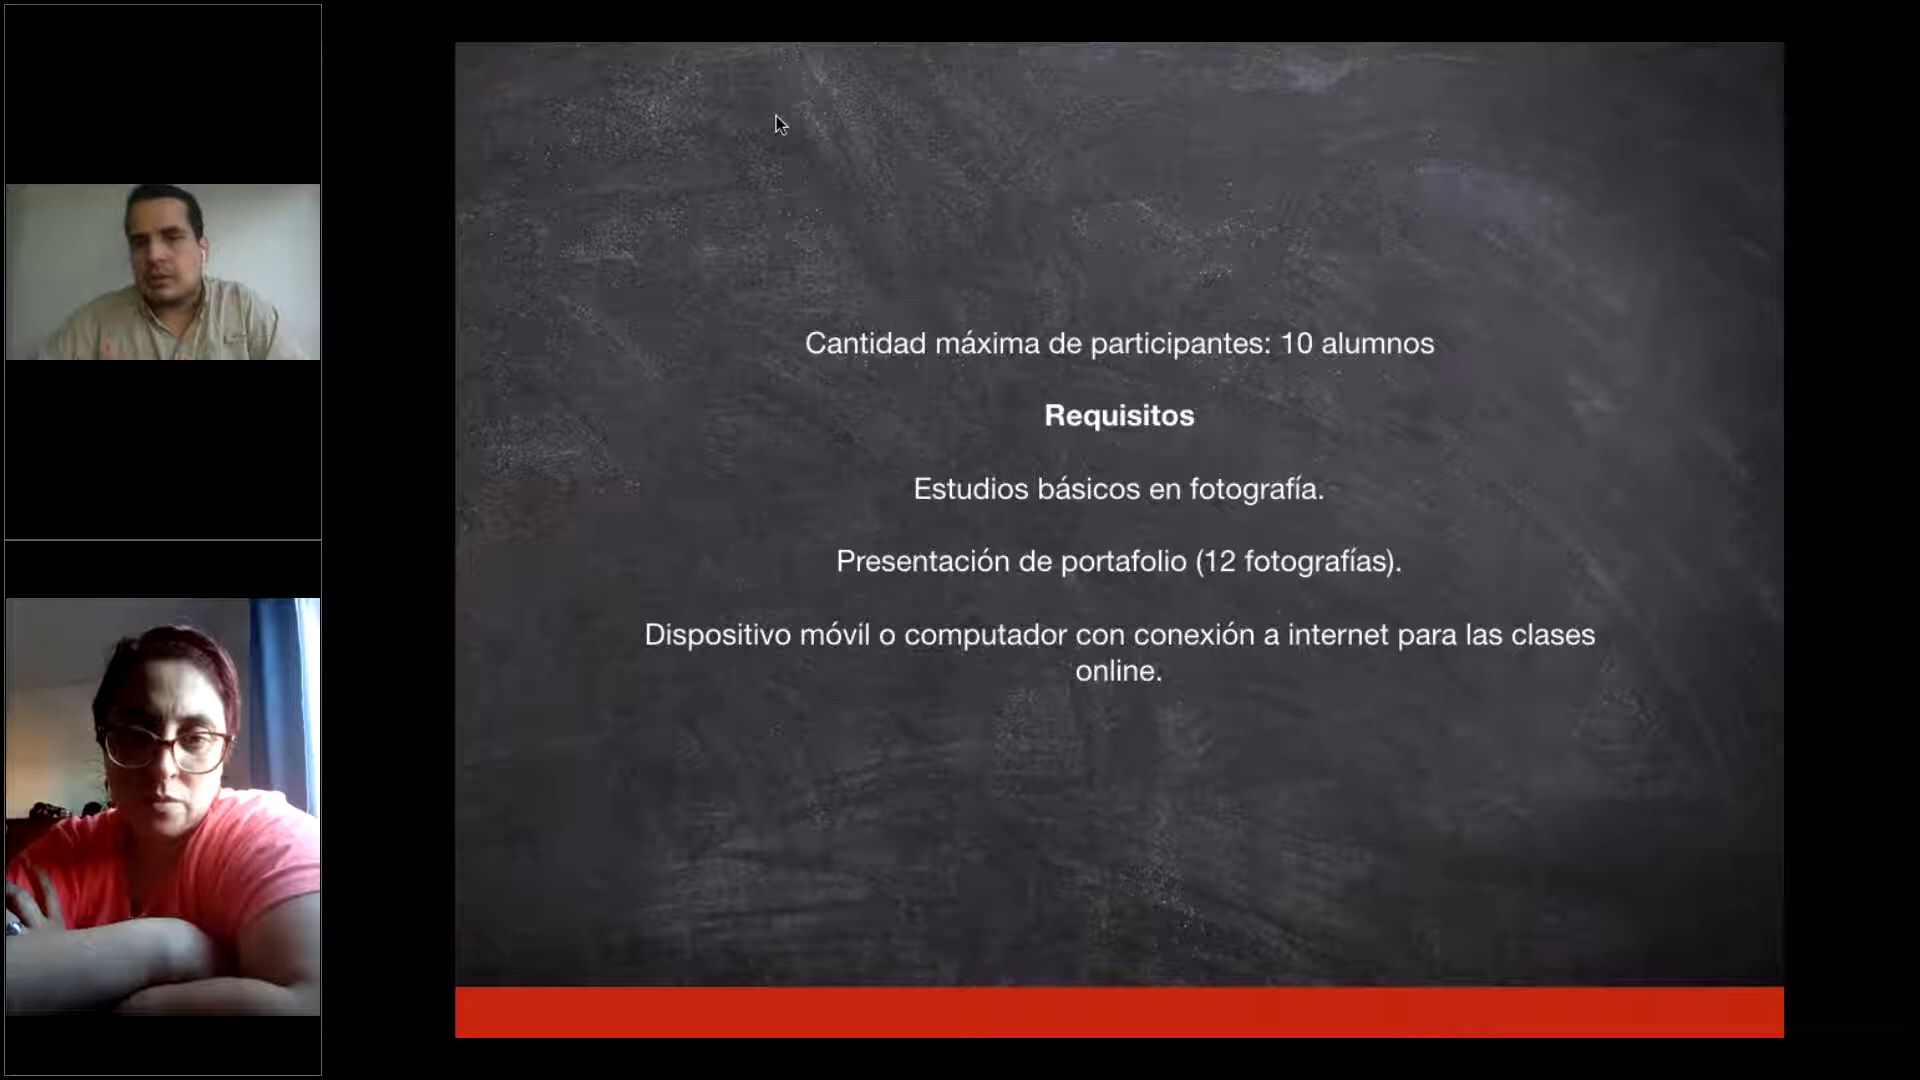 Cantidad máxima de participantes: 10 alumnos
Requisitos
Estudios básicos en fotografía.
Presentación de portafolio (12 fotografías).
Dispositivo móvil o computador con conexión a internet para las clases
online.